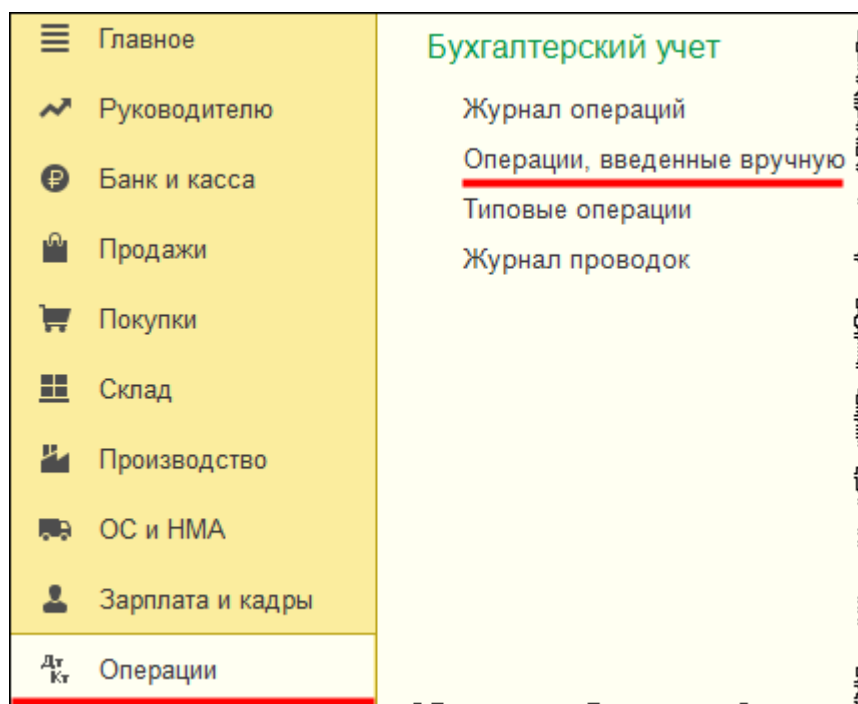 Главное
Руководителю
Банк и касса
Продажи
Покупки
Склад
Производство
ОС и НМА
Зарплата и кадры
Дт
Кт
Операции
Бухгалтерский учет
Журнал операций
Операции, введенные вручную
Типовые операции
Журнал проводок